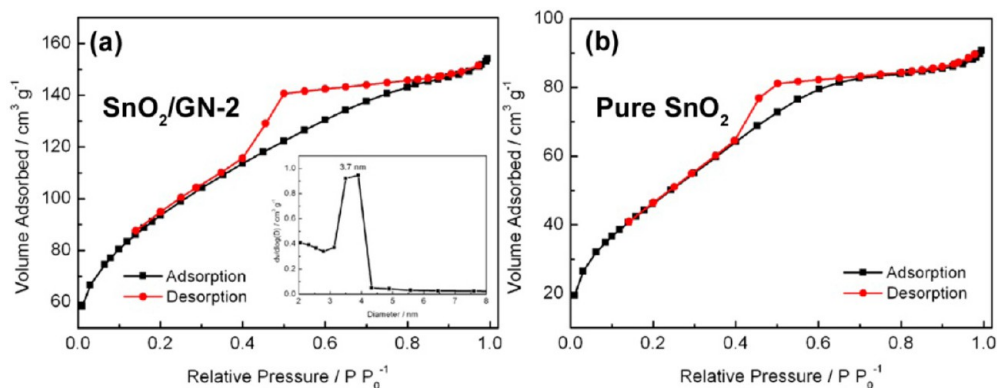 (a)
SnO₂/GN-2
Volume Adsorbed / cm³ g⁻¹
160
140
120
100
80
60
3.7 nm
dv/dlog(D) / cm³ g⁻¹
1.0
0.8
0.6
0.4
0.2
0.0
2 3 4 5 6 7 8
Diameter / nm
Adsorption
Desorption
0.0 0.2 0.4 0.6 0.8 1.0
Relative Pressure / P P₀⁻¹
(b)
Pure SnO₂
Volume Adsorbed / cm³ g⁻¹
100
80
60
40
20
Adsorption
Desorption
0.0 0.2 0.4 0.6 0.8 1.0
Relative Pressure / P P₀⁻¹